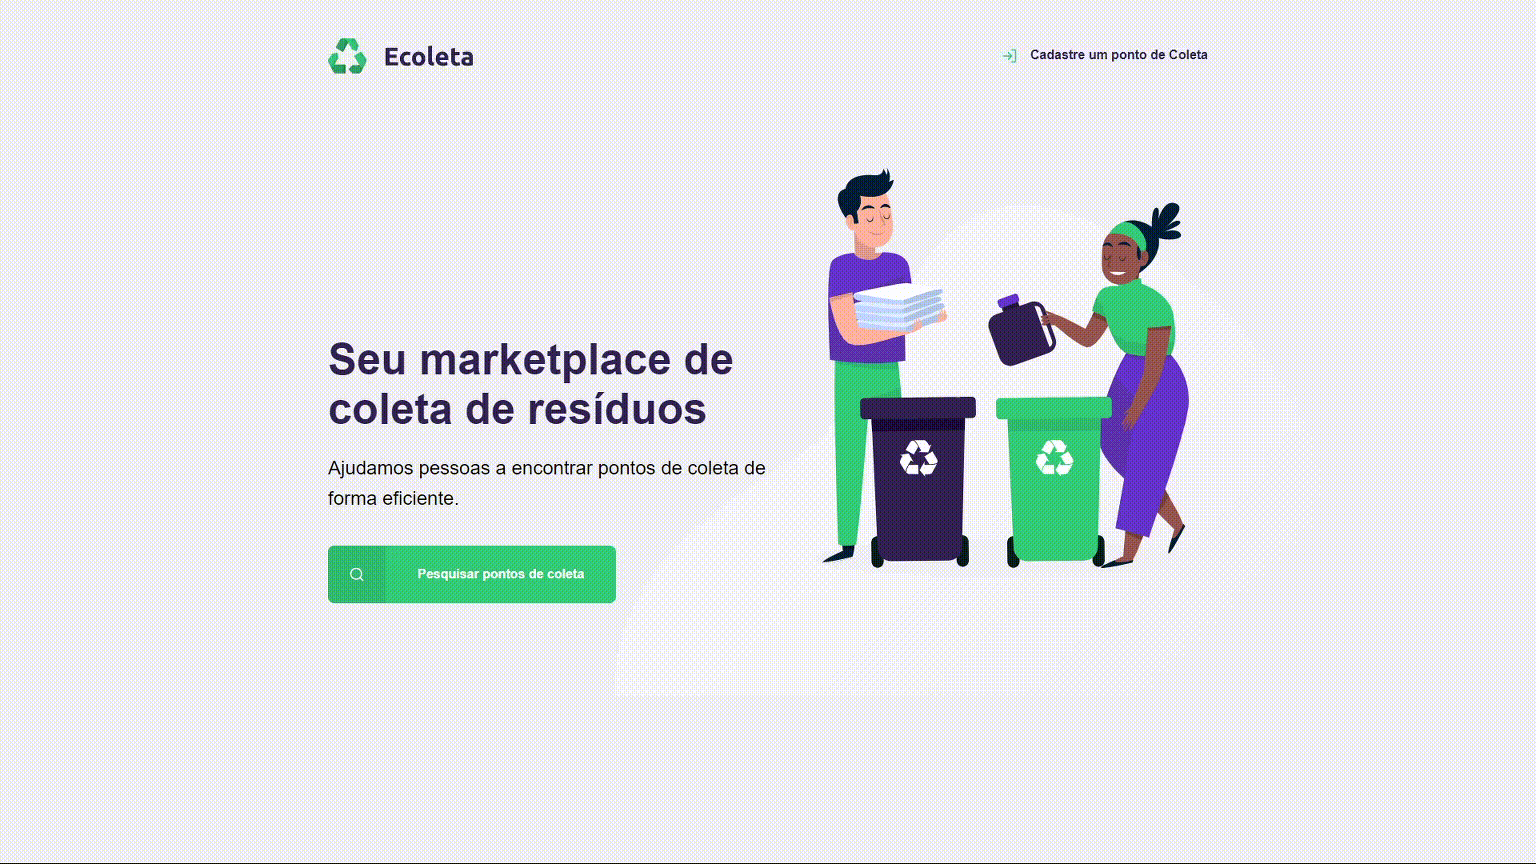 Ecoleta
Cadastre um ponto de Coleta
Seu marketplace de
coleta de resíduos
Ajudamos pessoas a encontrar pontos de coleta de
forma eficiente.
Pesquisar pontos de coleta